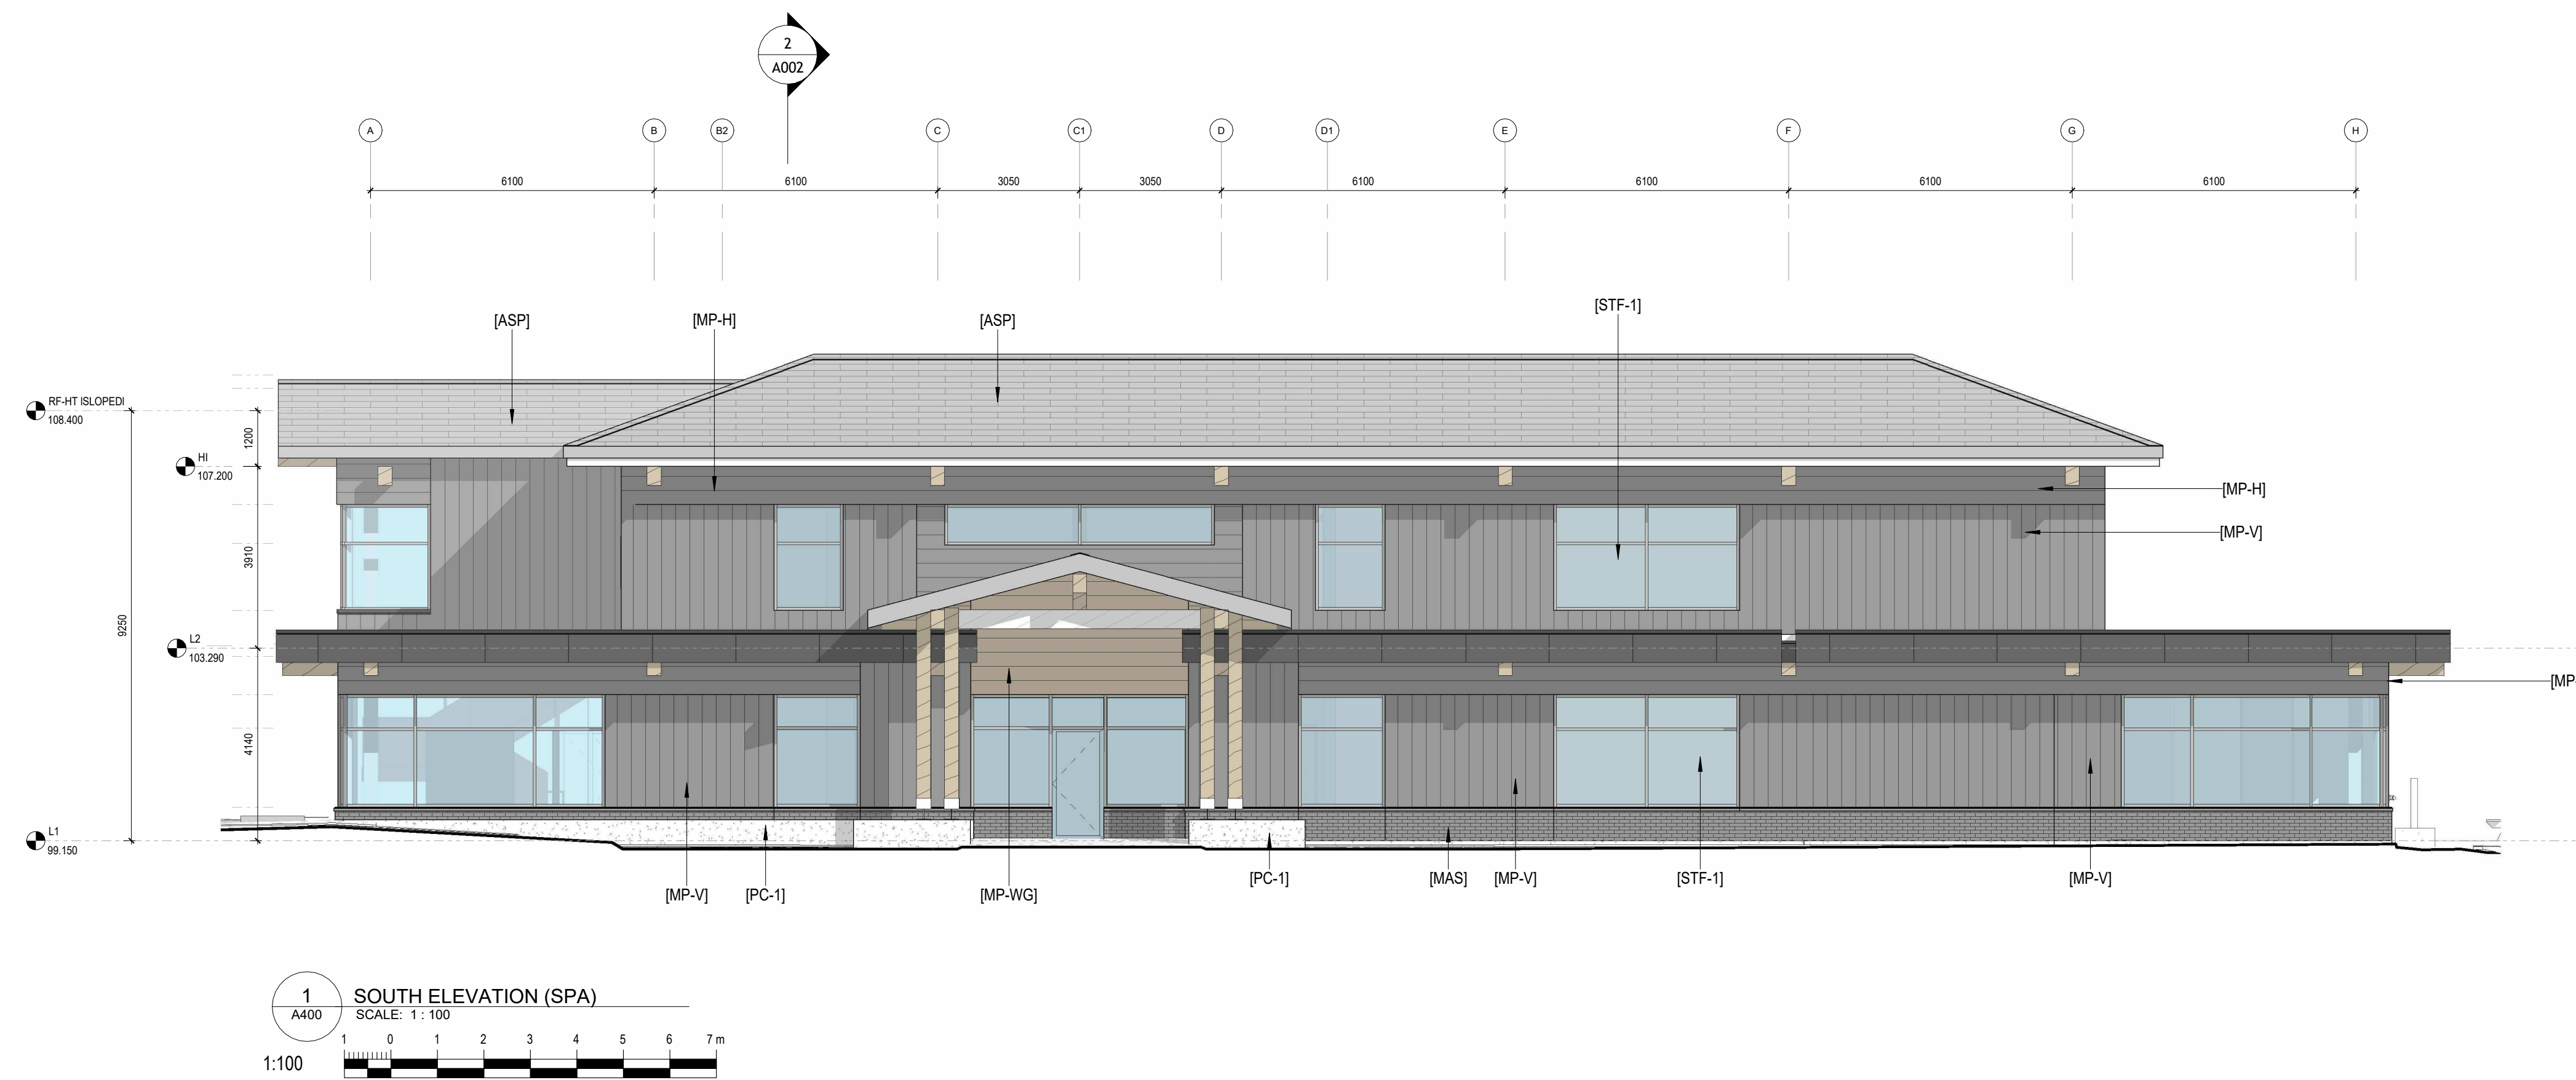 2
A002
A B B2 C C1 D D1 E F G H
6100 6100 3050 3050 6100 6100 6100 6100
[STF-1]
[ASP] [MP-H] [ASP]
RF-HT ISLOPEDI
108.400
1200
HI
107.200
[MP-H]
[MP-V]
3910
9250
L2
103.290
[MP-
4140
L1
99.150
[MP-V] [PC-1] [MP-WG] [PC-1] [MAS] [MP-V] [STF-1] [MP-V]
1
A400
SOUTH ELEVATION (SPA)
SCALE: 1 : 100
1 0 1 2 3 4 5 6 7 m
1:100